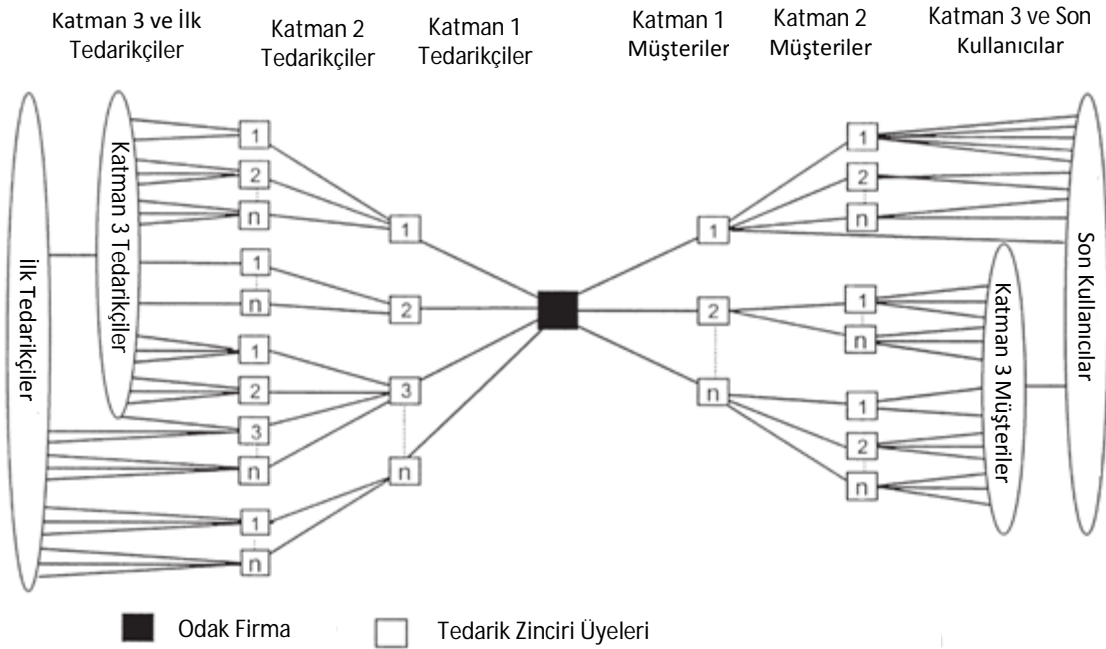 Katman 3 ve İlk
Tedarikçiler
Katman 2
Tedarikçiler
Katman 1
Tedarikçiler
Katman 1
Müşteriler
Katman 2
Müşteriler
Katman 3 ve Son
Kullanıcılar
İlk Tedarikçiler
Katman 3 Tedarikçiler
1
2
n
1
n
1
2
3
n
1
n
1
2
3
n
1
2
n
1
2
n
1
n
1
2
n
Katman 3 Müşteriler
Son Kullanıcılar
Odak Firma
Tedarik Zinciri Üyeleri